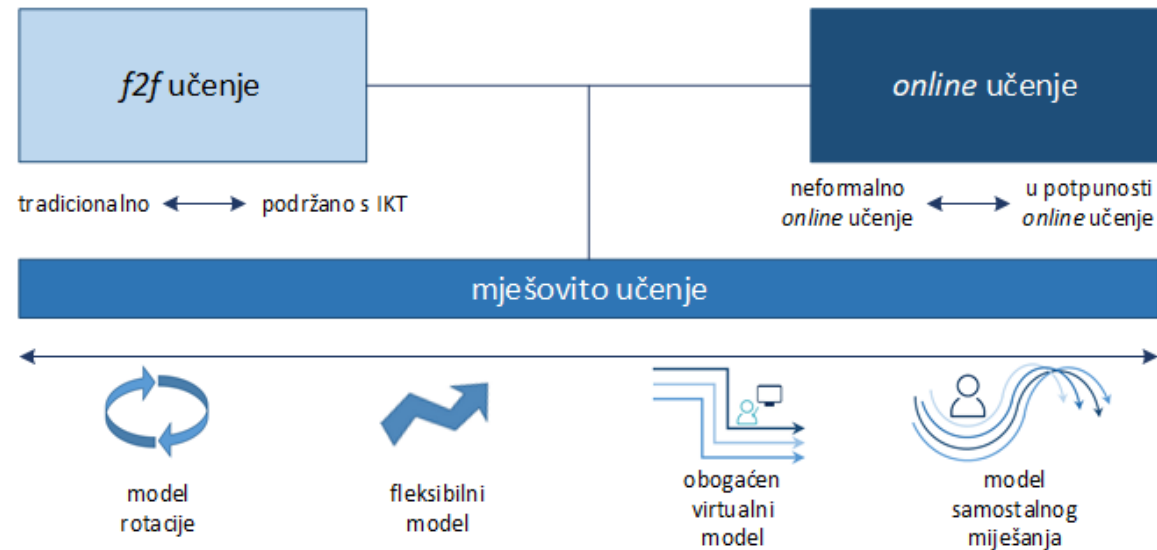 f2f učenje
online učenje
tradicionalno
podržano s IKT
neformalno
online učenje
u potpunosti
online učenje
mješovito učenje
model
rotacije
fleksibilni
model
obogaćen
virtualni
model
model
samostalnog
miješanja